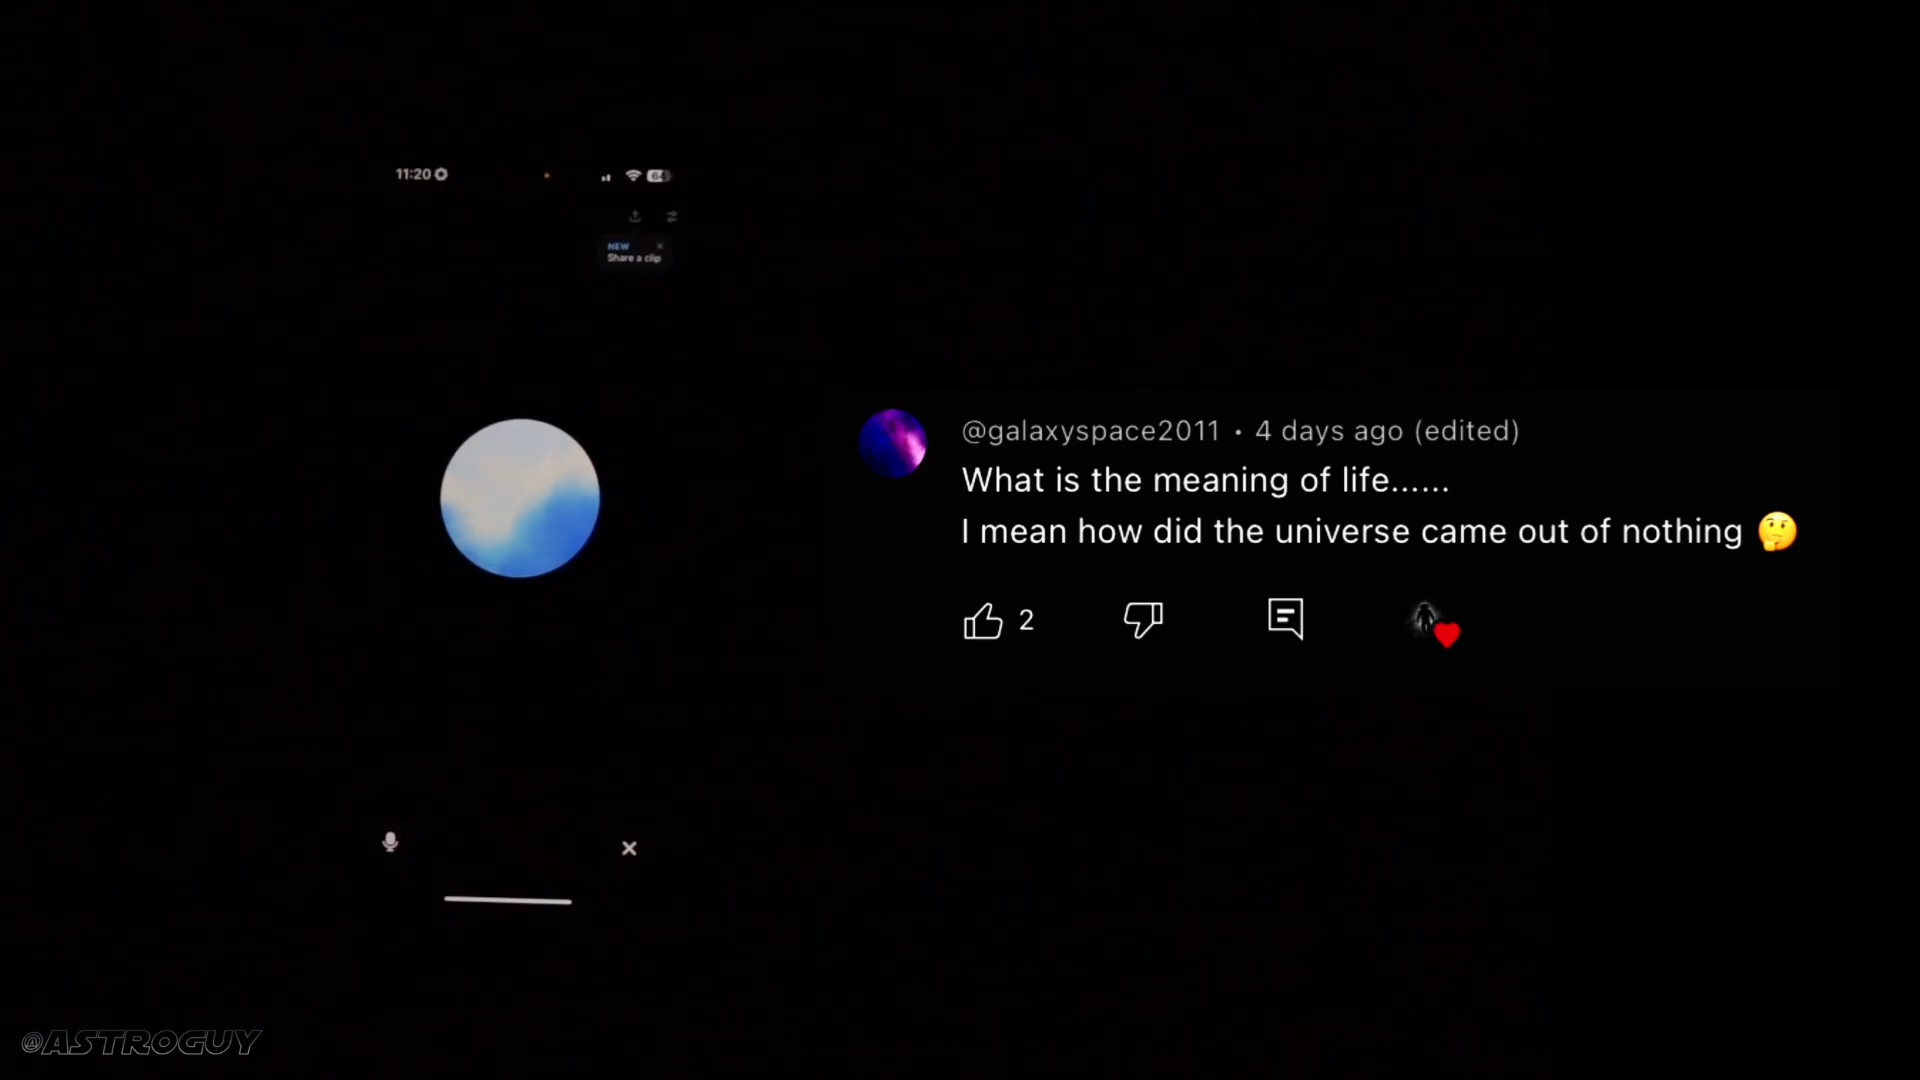 11:20
64
NEW
Share a clip
@galaxyspace2011 • 4 days ago (edited)
What is the meaning of life......
I mean how did the universe came out of nothing 🤔
2
@ASTROGUY